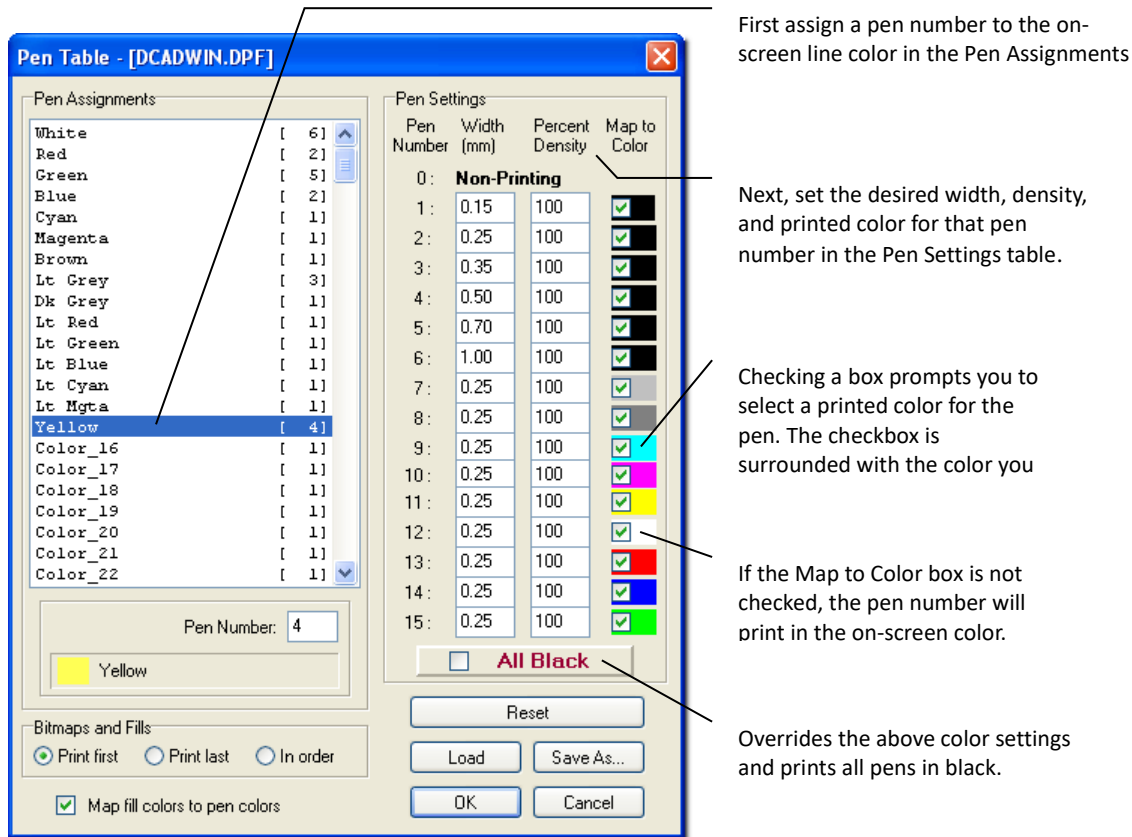 First assign a pen number to the on-
screen line color in the Pen Assignments
Pen Table - [DCADWIN.DPF]
Pen Assignments
White [ 6]
Red [ 2]
Green [ 5]
Blue [ 2]
Cyan [ 1]
Magenta [ 1]
Brown [ 1]
Lt Grey [ 3]
Dk Grey [ 1]
Lt Red [ 1]
Lt Green [ 1]
Lt Blue [ 1]
Lt Cyan [ 1]
Lt Mgta [ 1]
Yellow [ 4]
Color_16 [ 1]
Color_17 [ 1]
Color_18 [ 1]
Color_19 [ 1]
Color_20 [ 1]
Color_21 [ 1]
Color_22 [ 1]
Pen Number: 4
Yellow
Bitmaps and Fills
Print first Print last In order
Map fill colors to pen colors
Pen Settings
Pen Width Percent Map to
Number (mm) Density Color
0 : Non-Printing
1 : 0.15 100
2 : 0.25 100
3 : 0.35 100
4 : 0.50 100
5 : 0.70 100
6 : 1.00 100
7 : 0.25 100
8 : 0.25 100
9 : 0.25 100
10 : 0.25 100
11 : 0.25 100
12 : 0.25 100
13 : 0.25 100
14 : 0.25 100
15 : 0.25 100
All Black
Reset
Load Save As...
OK Cancel
Next, set the desired width, density,
and printed color for that pen
number in the Pen Settings table.
Checking a box prompts you to
select a printed color for the
pen. The checkbox is
surrounded with the color you
If the Map to Color box is not
checked, the pen number will
print in the on-screen color.
Overrides the above color settings
and prints all pens in black.